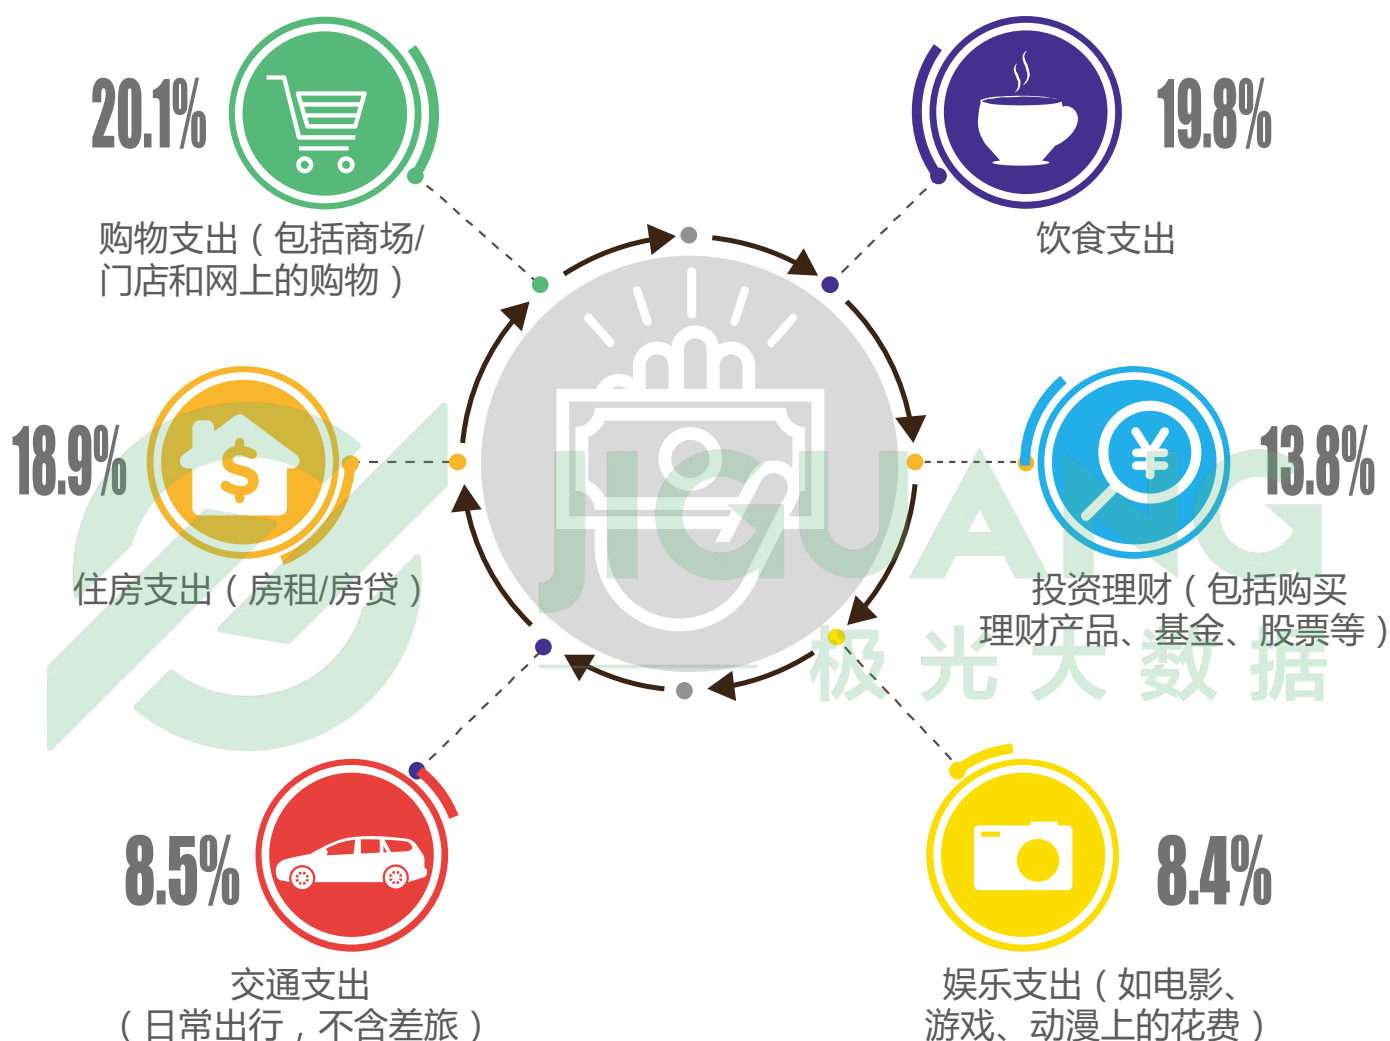 20.1%
购物支出（包括商场/
门店和网上的购物）
19.8%
饮食支出
18.9%
$
住房支出（房租/房贷）
¥
13.8%
投资理财（包括购买
理财产品、基金、股票等）
JIGUANG
极光大数据
8.5%
交通支出
（日常出行，不含差旅）
8.4%
娱乐支出（如电影、
游戏、动漫上的花费）